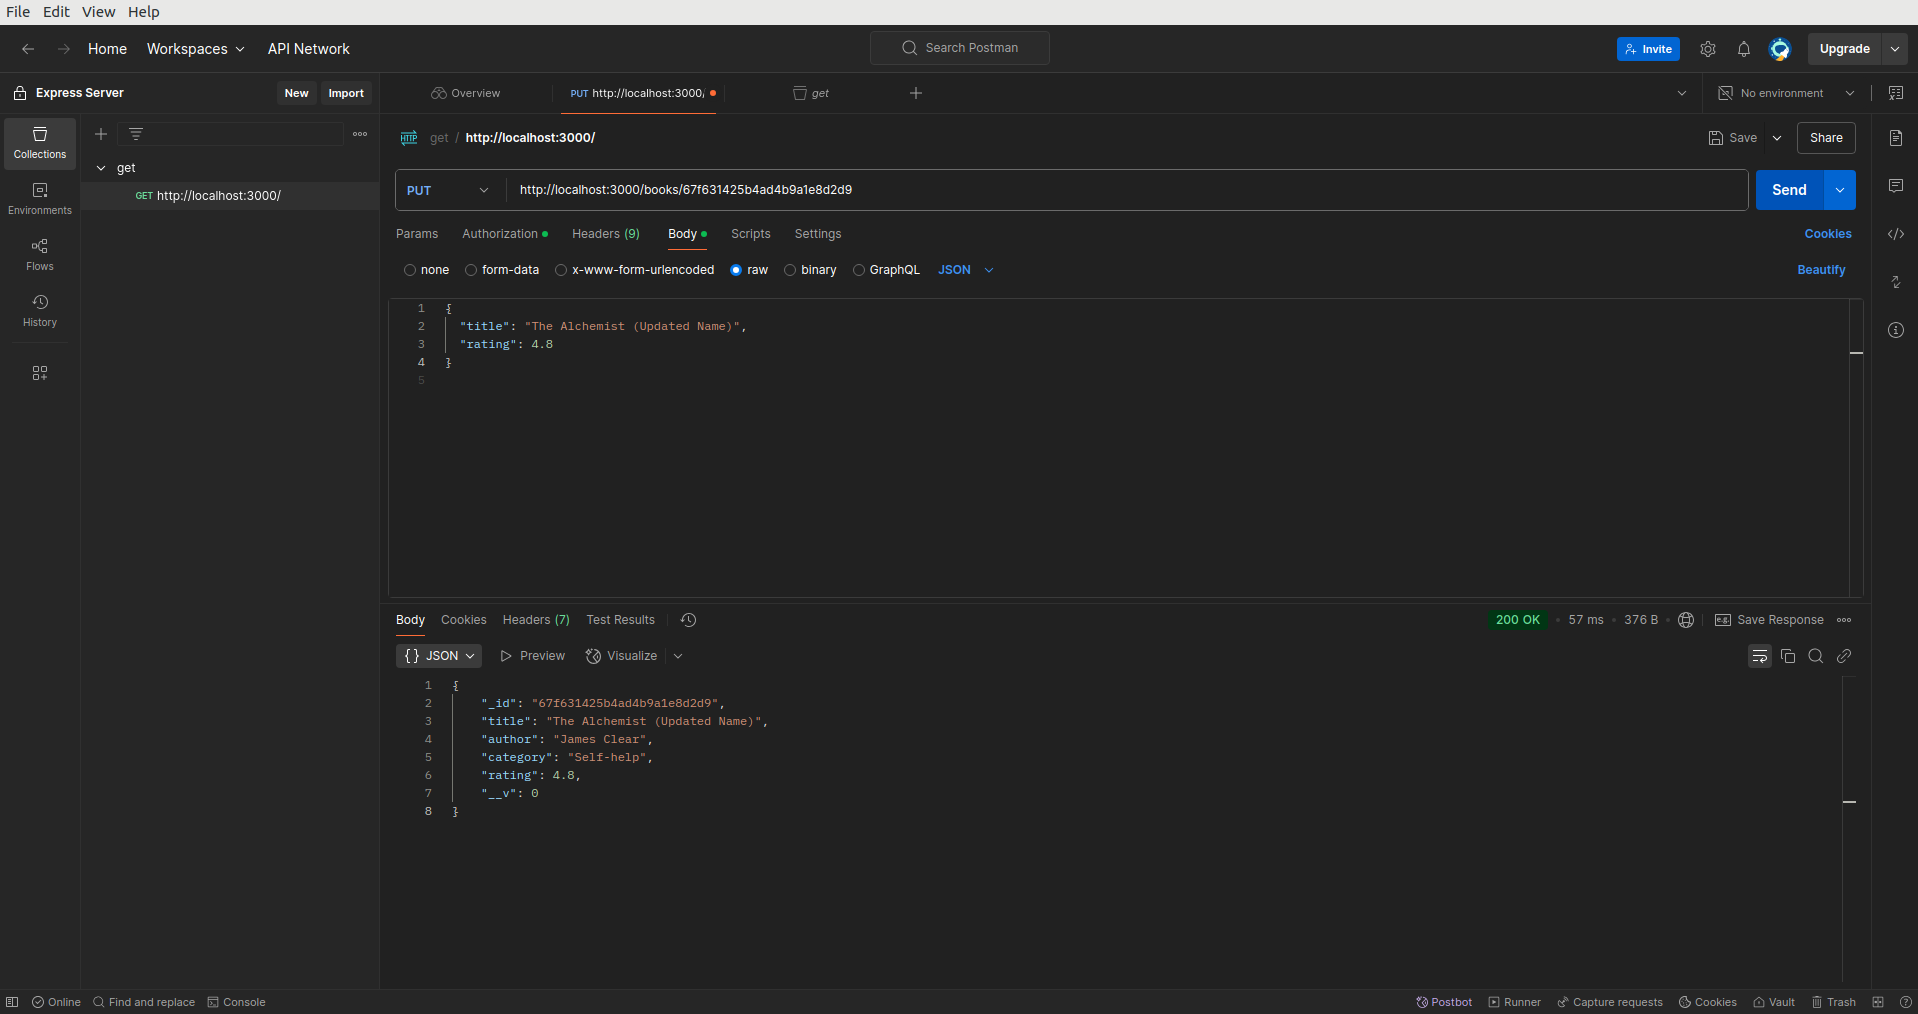 File Edit View Help
Home Workspaces API Network Search Postman Invite Upgrade
Express Server New Import Overview PUT http://localhost:3000/ get No environment
Collections
get
GET http://localhost:3000/
Environments
Flows
History
HTTP get / http://localhost:3000/ Save Share
PUT http://localhost:3000/books/67f631425b4ad4b9a1e8d2d9 Send
Params Authorization Headers (9) Body Scripts Settings Cookies
none form-data x-www-form-urlencoded raw binary GraphQL JSON Beautify
1 {
2 "title": "The Alchemist (Updated Name)",
3 "rating": 4.8
4 }
5
Body Cookies Headers (7) Test Results 200 OK • 57 ms • 376 B • e.g. Save Response
{} JSON Preview Visualize
1 {
2 "_id": "67f631425b4ad4b9a1e8d2d9",
3 "title": "The Alchemist (Updated Name)",
4 "author": "James Clear",
5 "category": "Self-help",
6 "rating": 4.8,
7 "__v": 0
8 }
Online Find and replace Console Postbot Runner Capture requests Cookies Vault Trash